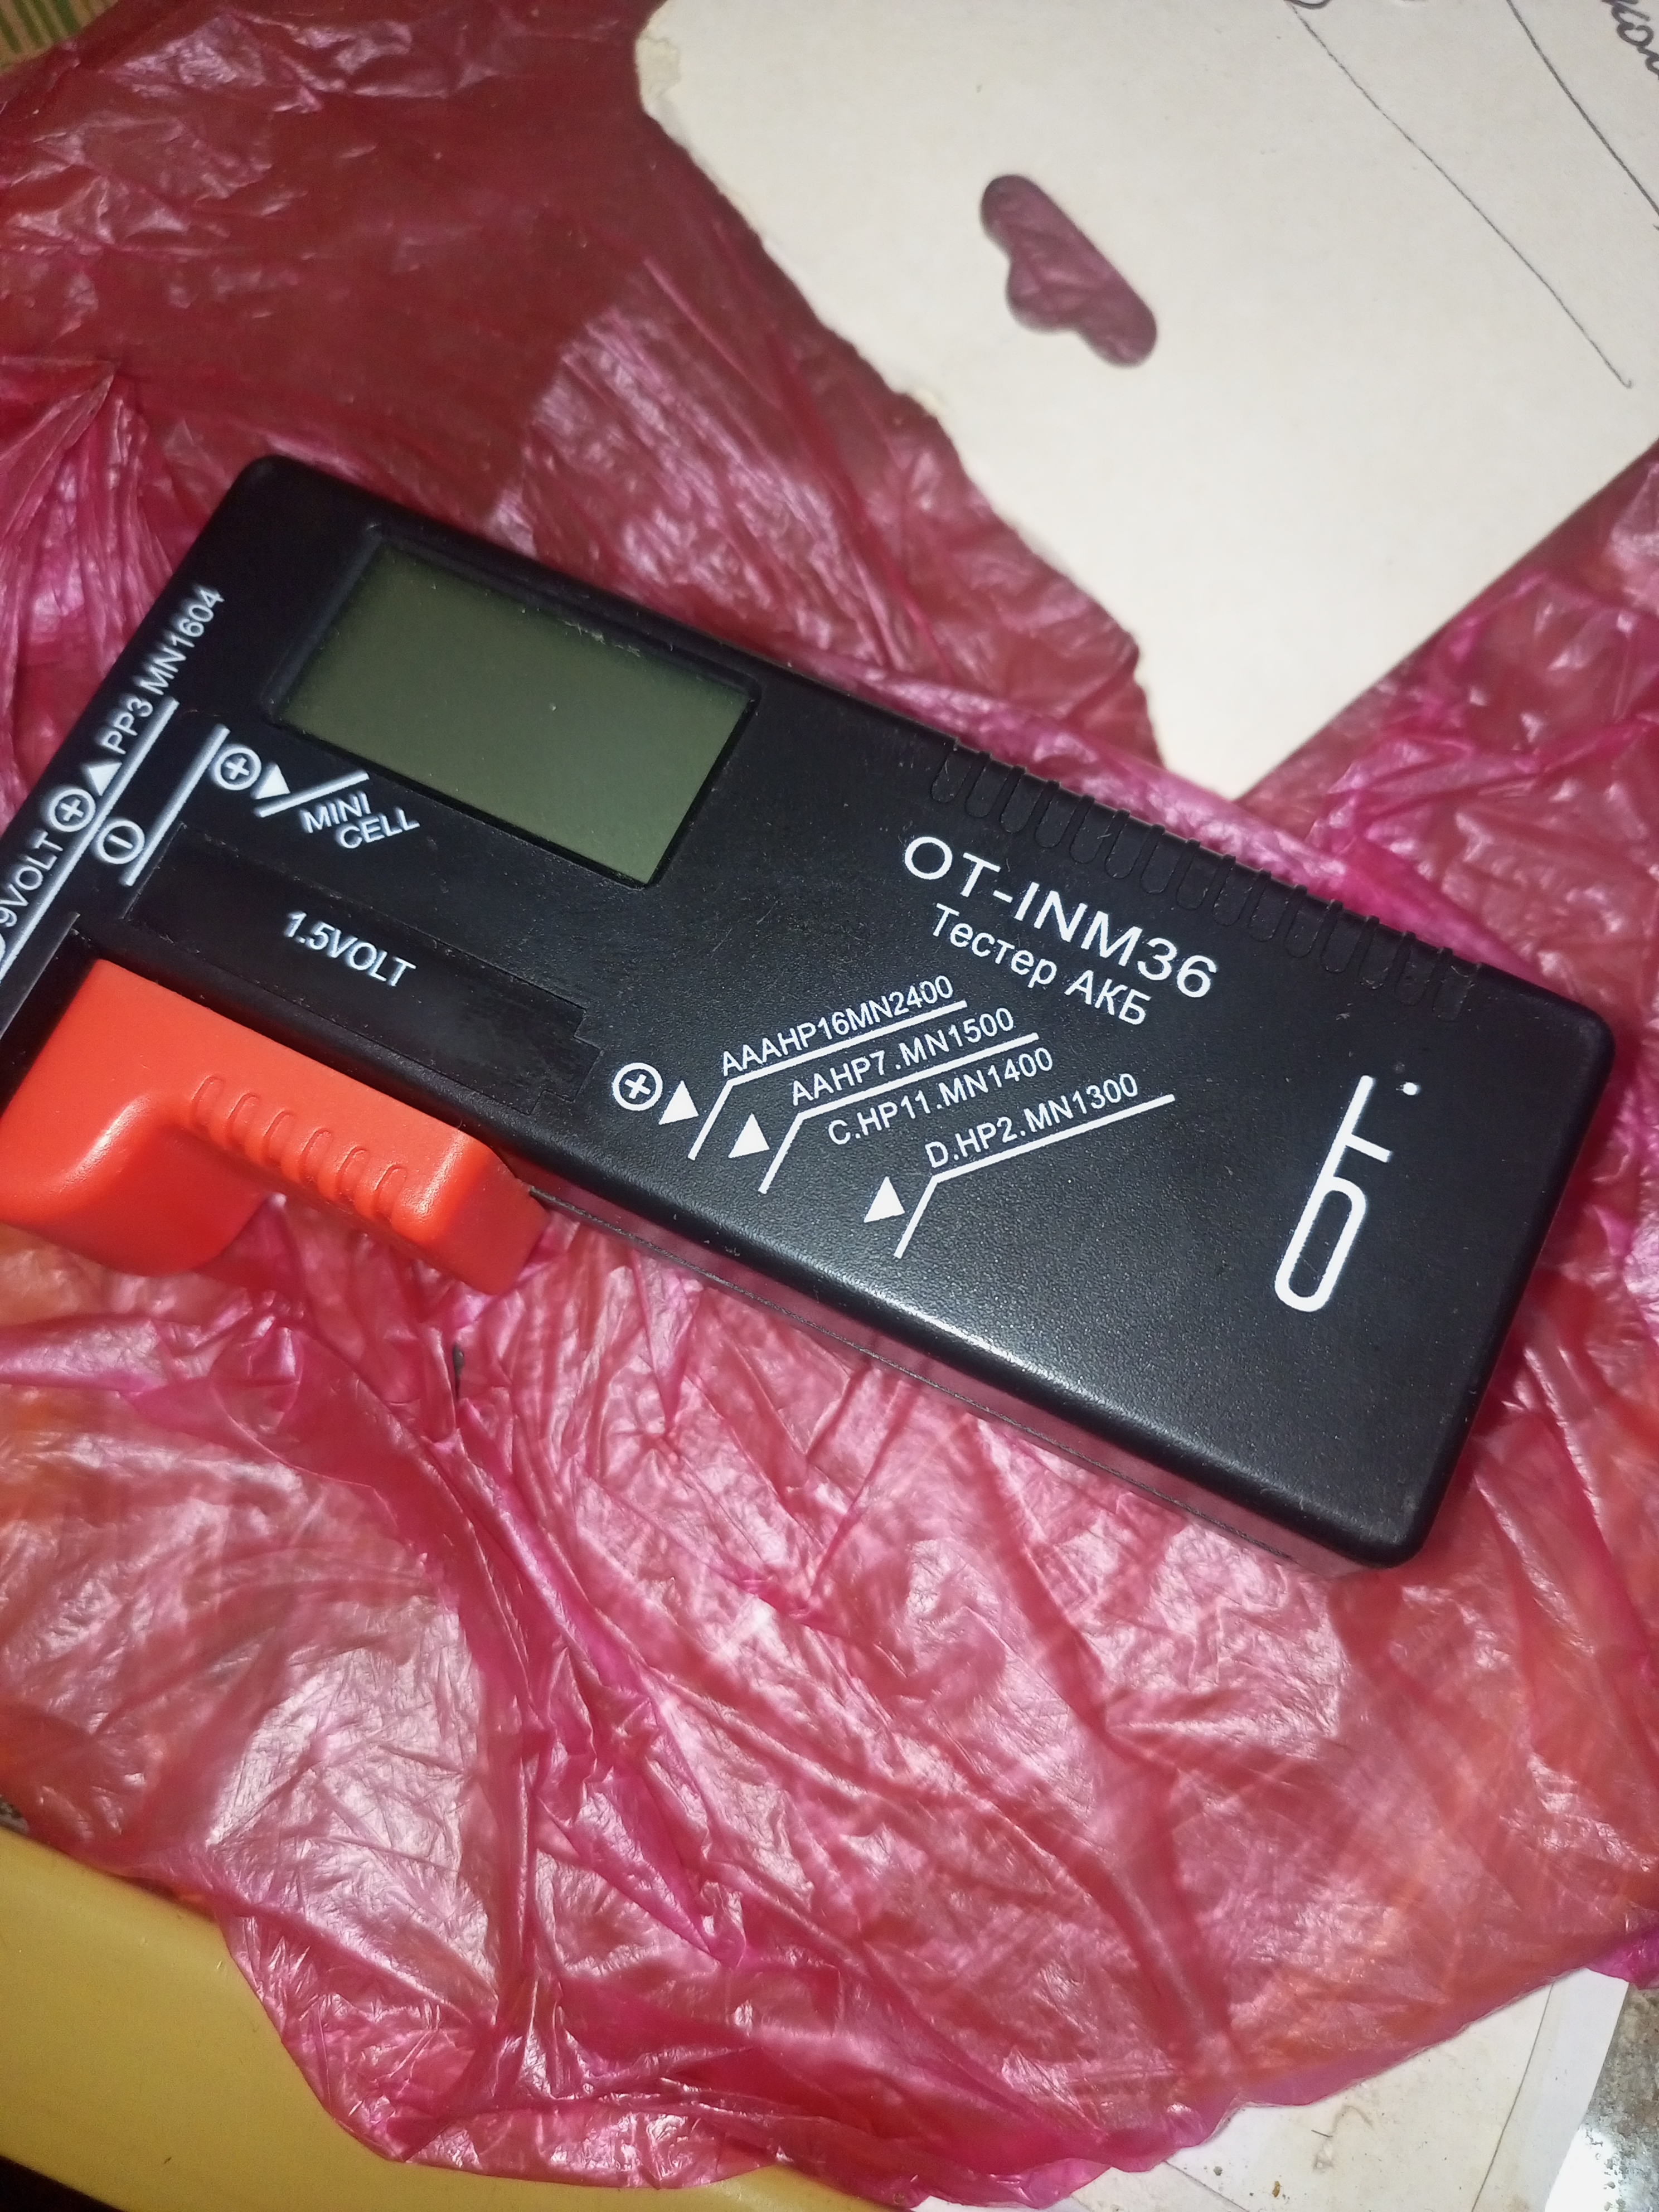 9VOLT ⊕ PP3 MN1604
⊖
⊕ MINI
CELL
1.5VOLT
OT-INM36
Тестер АКБ
⊕ AAAHP16MN2400
AAHP7.MN1500
C.HP11.MN1400
D.HP2.MN1300